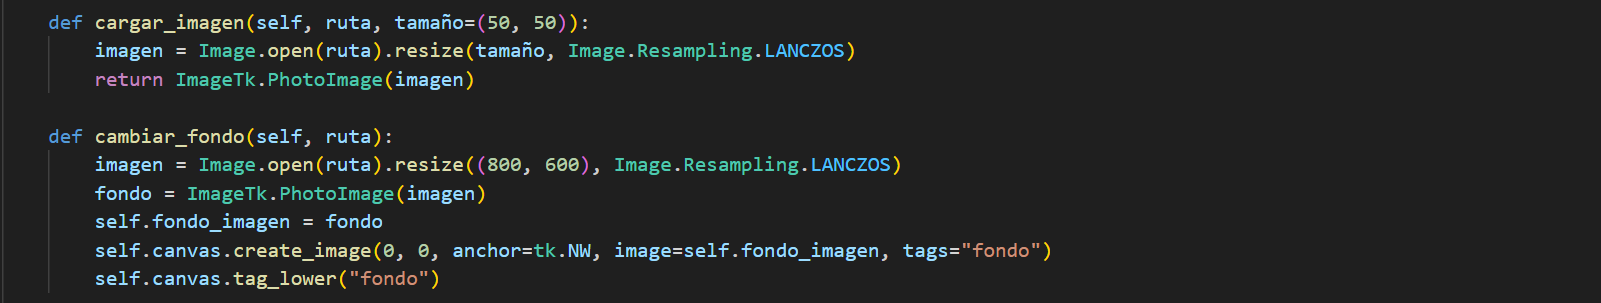 def cargar_imagen(self, ruta, tamaño=(50, 50)):
    imagen = Image.open(ruta).resize(tamaño, Image.Resampling.LANCZOS)
    return ImageTk.PhotoImage(imagen)

def cambiar_fondo(self, ruta):
    imagen = Image.open(ruta).resize((800, 600), Image.Resampling.LANCZOS)
    fondo = ImageTk.PhotoImage(imagen)
    self.fondo_imagen = fondo
    self.canvas.create_image(0, 0, anchor=tk.NW, image=self.fondo_imagen, tags="fondo")
    self.canvas.tag_lower("fondo")